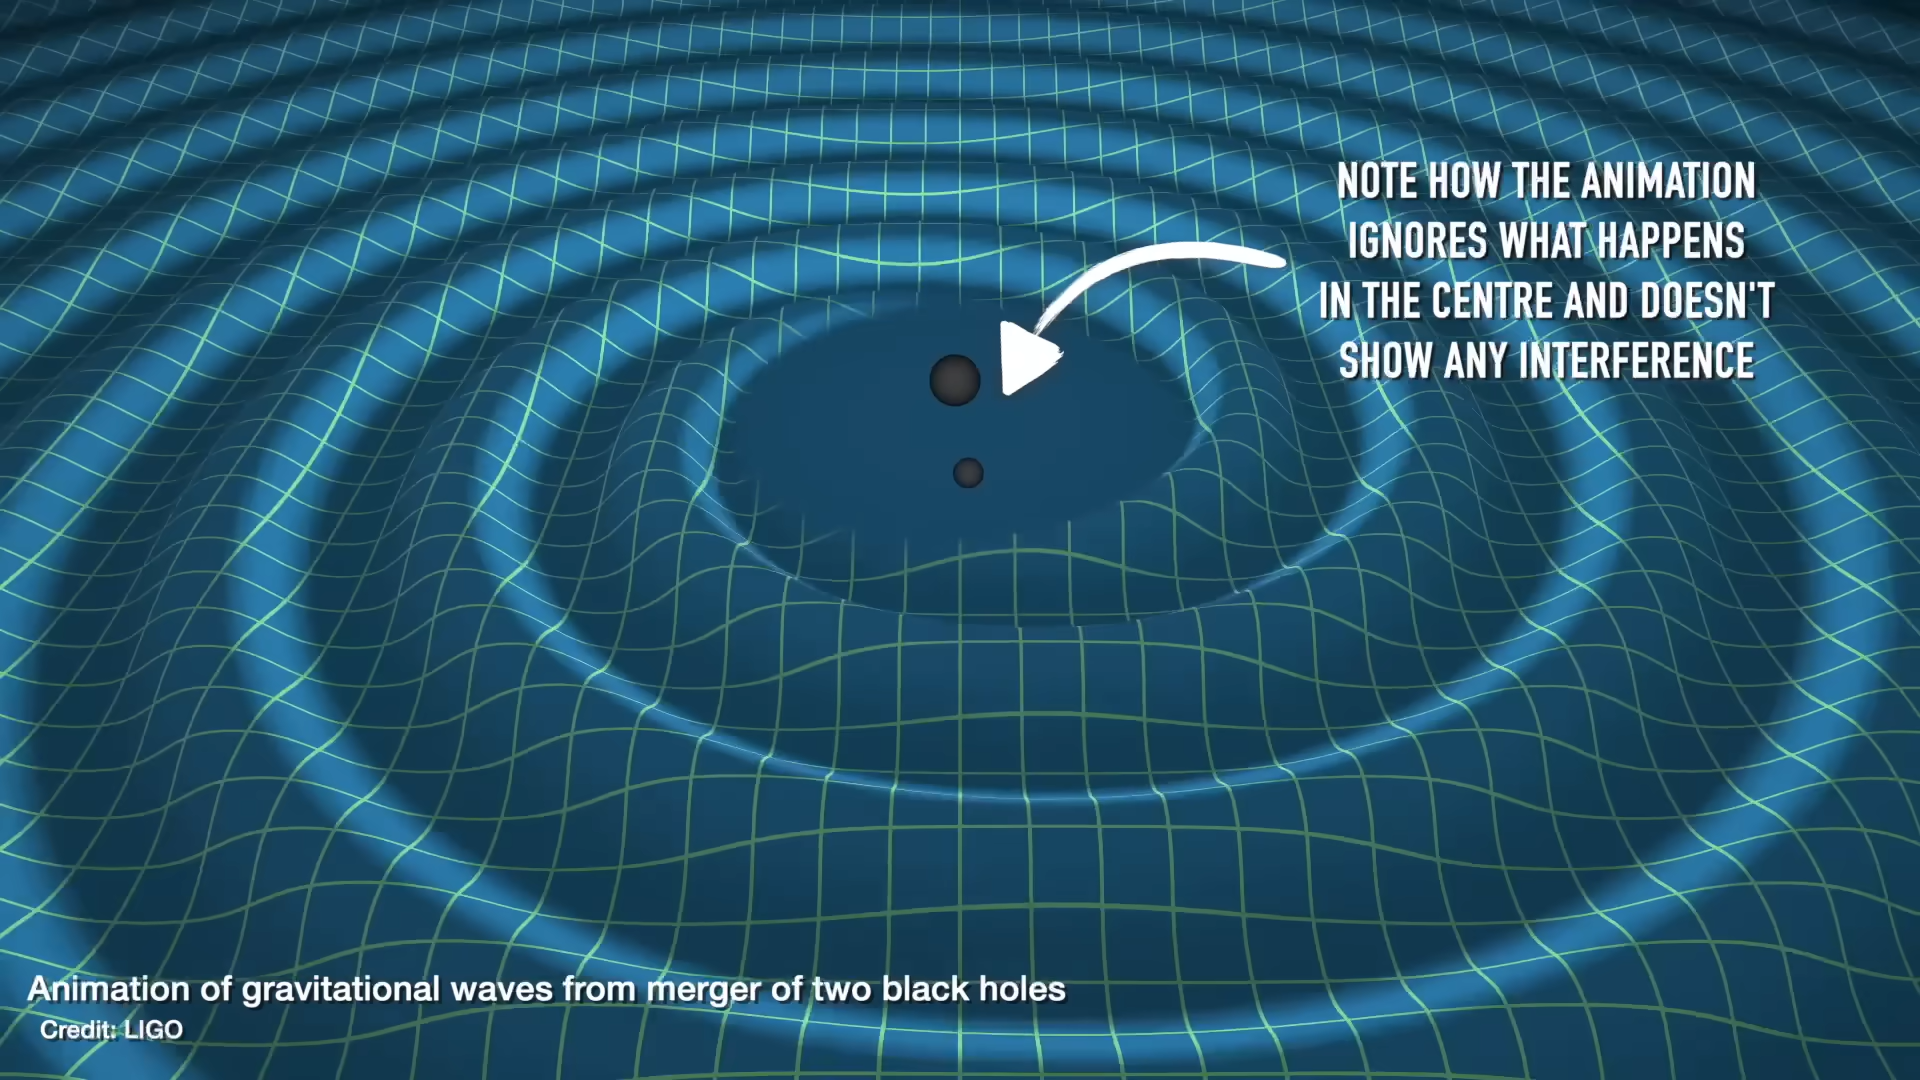 NOTE HOW THE ANIMATION
IGNORES WHAT HAPPENS
IN THE CENTRE AND DOESN'T
SHOW ANY INTERFERENCE
Animation of gravitational waves from merger of two black holes
Credit: LIGO